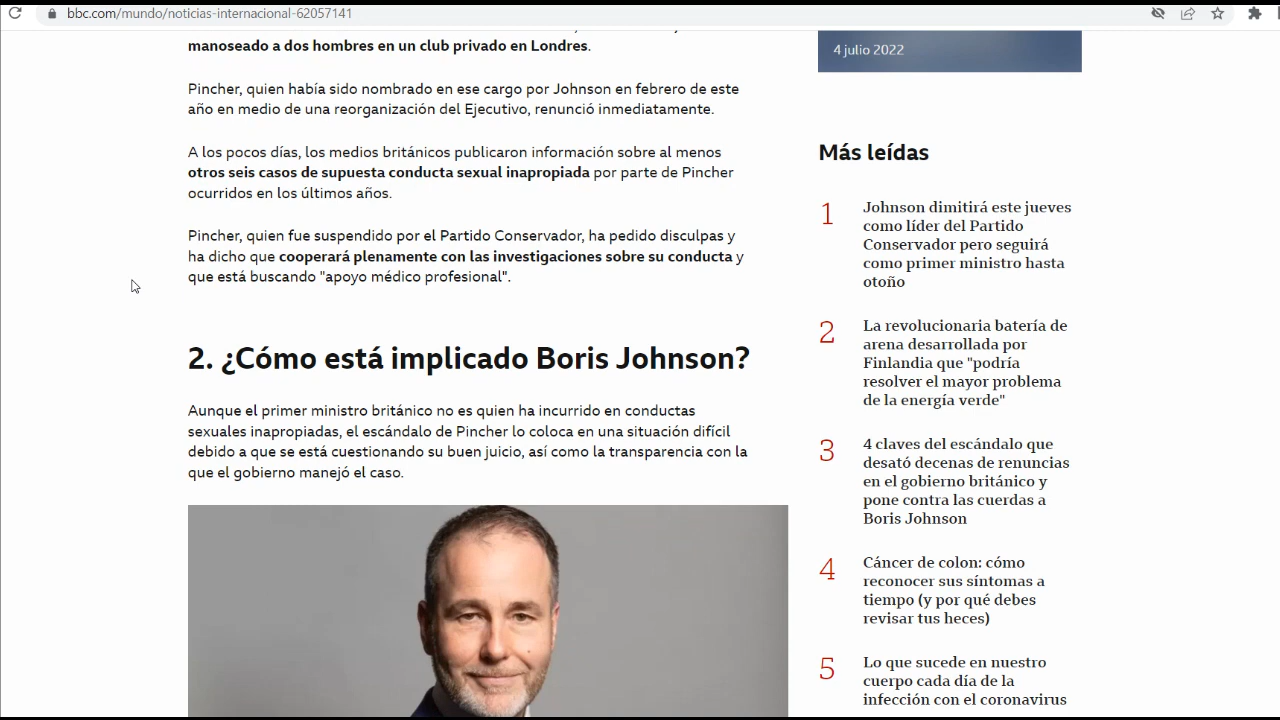 bbc.com/mundo/noticias-internacional-62057141
manoseado a dos hombres en un club privado en Londres.
Pincher, quien había sido nombrado en ese cargo por Johnson en febrero de este
año en medio de una reorganización del Ejecutivo, renunció inmediatamente.
A los pocos días, los medios británicos publicaron información sobre al menos
otros seis casos de supuesta conducta sexual inapropiada por parte de Pincher
ocurridos en los últimos años.
Pincher, quien fue suspendido por el Partido Conservador, ha pedido disculpas y
ha dicho que cooperará plenamente con las investigaciones sobre su conducta y
que está buscando "apoyo médico profesional".
2. ¿Cómo está implicado Boris Johnson?
Aunque el primer ministro británico no es quien ha incurrido en conductas
sexuales inapropiadas, el escándalo de Pincher lo coloca en una situación difícil
debido a que se está cuestionando su buen juicio, así como la transparencia con la
que el gobierno manejó el caso.
4 julio 2022
Más leídas
1
Johnson dimitirá este jueves
como líder del Partido
Conservador pero seguirá
como primer ministro hasta
otoño
2
La revolucionaria batería de
arena desarrollada por
Finlandia que "podría
resolver el mayor problema
de la energía verde"
3
4 claves del escándalo que
desató decenas de renuncias
en el gobierno británico y
pone contra las cuerdas a
Boris Johnson
4
Cáncer de colon: cómo
reconocer sus síntomas a
tiempo (y por qué debes
revisar tus heces)
5
Lo que sucede en nuestro
cuerpo cada día de la
infección con el coronavirus